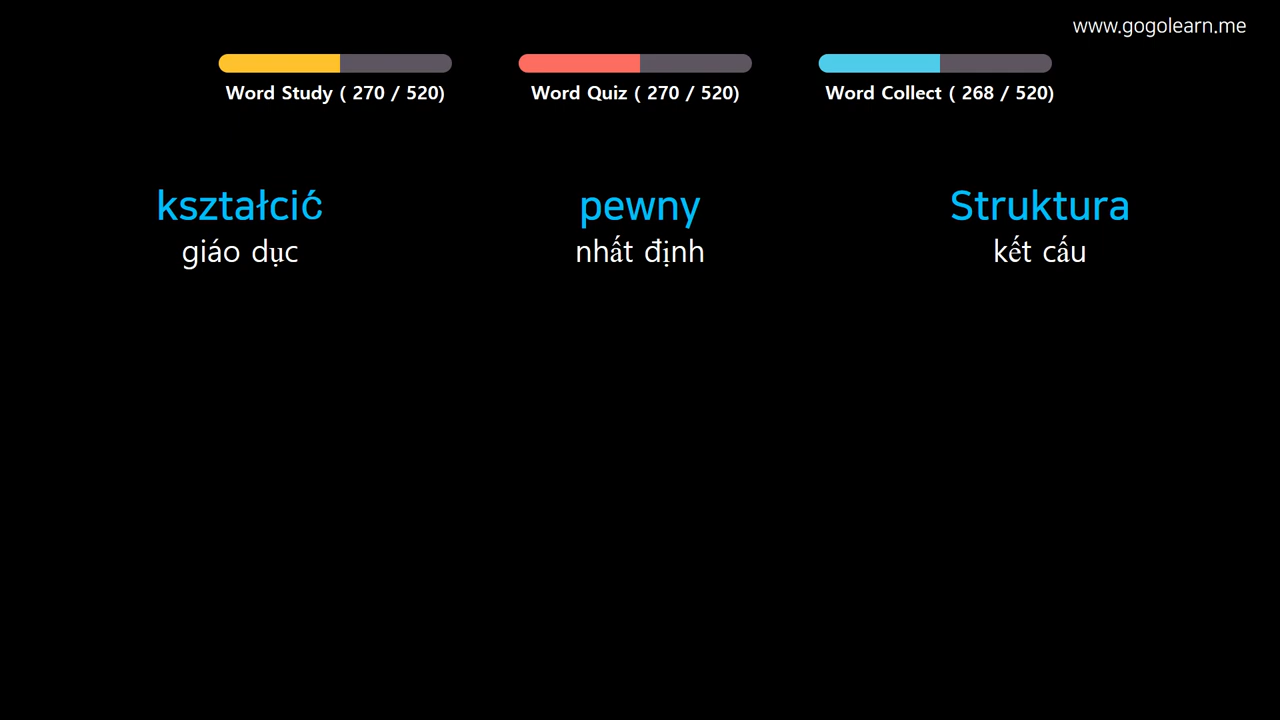 www.gogolearn.me
Word Study ( 270 / 520)
Word Quiz ( 270 / 520)
Word Collect ( 268 / 520)
kształcić
giáo dục
pewny
nhất định
Struktura
kết cấu